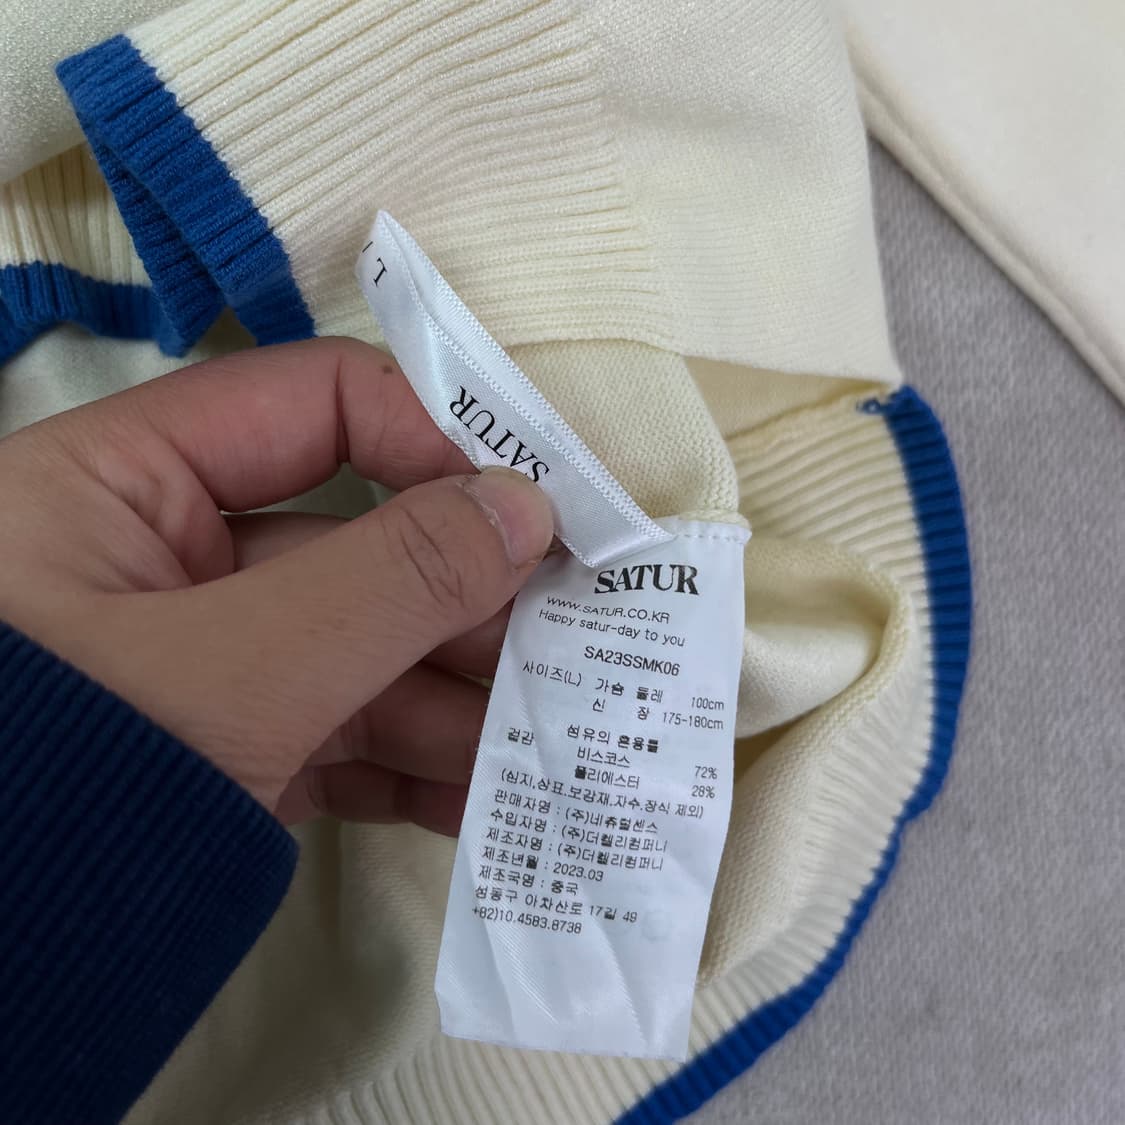 L /
SATUR
SATUR
WWW.SATUR.CO.KR
Happy satur-day to you
SA23SSMK06
사이즈(L) 가슴 둘레 100cm
신 장 175-180cm
섬유의 혼용률
겉감 비스코스 72%
폴리에스터 28%
(심지,상표.보강재.자수.장식 제외)
판매자명 : (주)네츄럴센스
수입자명 : (주)더켈리컴퍼니
제조자명 : (주)더켈리컴퍼니
제조년월 : 2023.03
제조국명 : 중국
성동구 아차산로 17길 49
+82)10.4583.8738